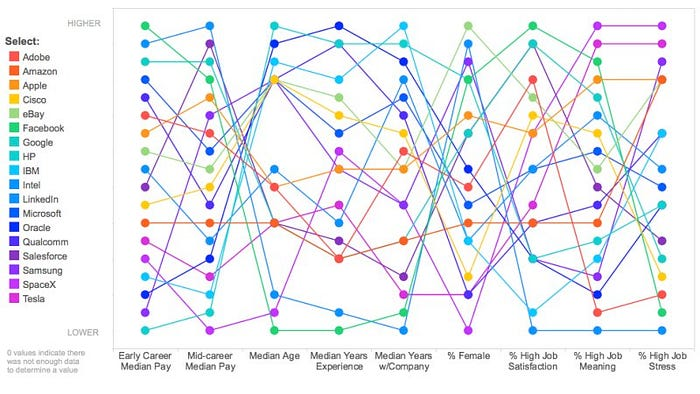 HIGHER
Select:
Adobe
Amazon
Apple
Cisco
eBay
Facebook
Google
HP
IBM
Intel
LinkedIn
Microsoft
Oracle
Qualcomm
Salesforce
Samsung
SpaceX
Tesla
LOWER
0 values indicate there
was not enough data
to determine a value
Early Career
Median Pay
Mid-career
Median Pay
Median Age
Median Years
Experience
Median Years
w/Company
% Female
% High Job
Satisfaction
% High Job
Meaning
% High Job
Stress